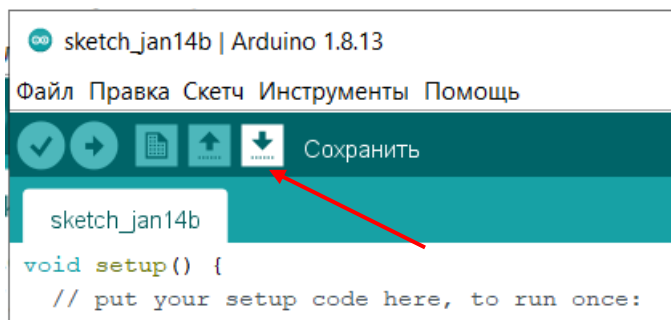 sketch_jan14b | Arduino 1.8.13
Файл Правка Скетч Инструменты Помощь
Сохранить
sketch_jan14b
void setup() {
// put your setup code here, to run once: